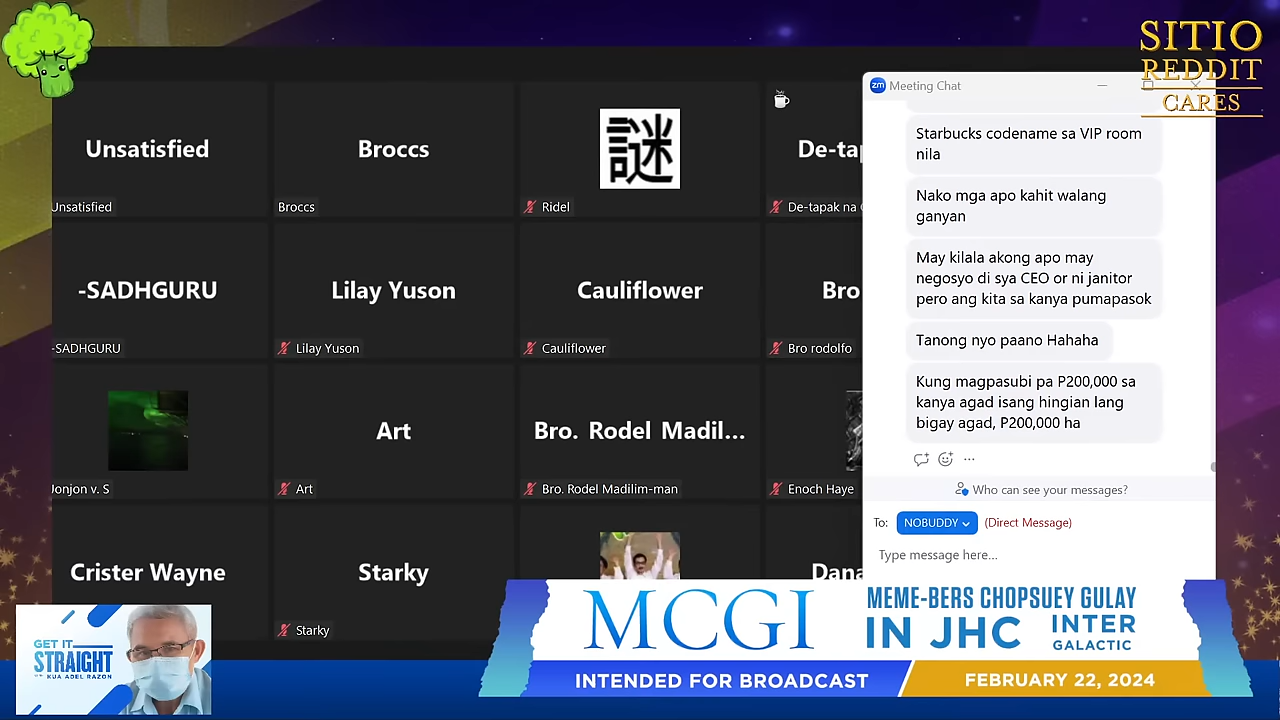 SITIO
REDDIT
CARES
zm Meeting Chat
Starbucks codename sa VIP room
nila
Nako mga apo kahit walang
ganyan
May kilala akong apo may
negosyo di sya CEO or ni janitor
pero ang kita sa kanya pumapasok
Tanong nyo paano Hahaha
Kung magpasubi pa P200,000 sa
kanya agad isang hingian lang
bigay agad, P200,000 ha
Who can see your messages?
To: NOBUDDY (Direct Message)
Type message here...
Unsatisfied
Unsatisfied
Broccs
Broccs
謎
Ridel
De-tap
De-tapak na
-SADHGURU
-SADHGURU
Lilay Yuson
Lilay Yuson
Cauliflower
Cauliflower
Bro
Bro rodolfo
Jonjon v. S
Art
Art
Bro. Rodel Madil...
Bro. Rodel Madilim-man
Enoch Haye
Crister Wayne
Starky
Starky
Dana
GET IT
STRAIGHT
KUA ADEL RAZON
MCGI
MEME-BERS CHOPSUEY GULAY
IN JHC
INTER
GALACTIC
INTENDED FOR BROADCAST
FEBRUARY 22, 2024